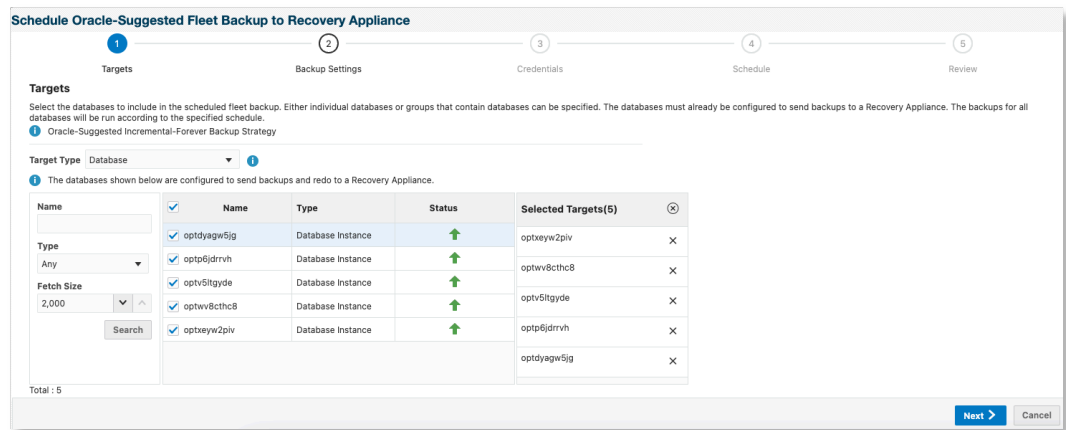 Schedule Oracle-Suggested Fleet Backup to Recovery Appliance
1 2 3 4 5
Targets Backup Settings Credentials Schedule Review
Targets
Select the databases to include in the scheduled fleet backup. Either individual databases or groups that contain databases can be specified. The databases must already be configured to send backups to a Recovery Appliance. The backups for all
databases will be run according to the specified schedule.
Oracle-Suggested Incremental-Forever Backup Strategy
Target Type Database
The databases shown below are configured to send backups and redo to a Recovery Appliance.
Name
Type
Any
Fetch Size
2,000
Search
Name Type Status
optdyagw5jg Database Instance
optp6jdrrvh Database Instance
optv5ltgyde Database Instance
optwv8cthc8 Database Instance
optxeyw2piv Database Instance
Selected Targets(5)
optxeyw2piv
optwv8cthc8
optv5ltgyde
optp6jdrrvh
optdyagw5jg
Total : 5
Next Cancel